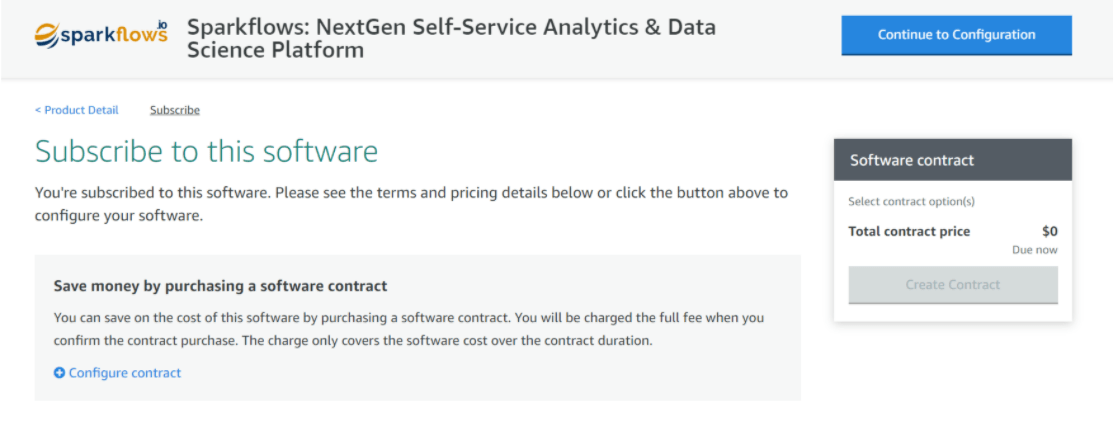 sparkflows.io
Sparkflows: NextGen Self-Service Analytics & Data
Science Platform
Continue to Configuration
< Product Detail
Subscribe
Subscribe to this software
You're subscribed to this software. Please see the terms and pricing details below or click the button above to
configure your software.
Save money by purchasing a software contract
You can save on the cost of this software by purchasing a software contract. You will be charged the full fee when you
confirm the contract purchase. The charge only covers the software cost over the contract duration.
Configure contract
Software contract
Select contract option(s)
Total contract price $0
Due now
Create Contract